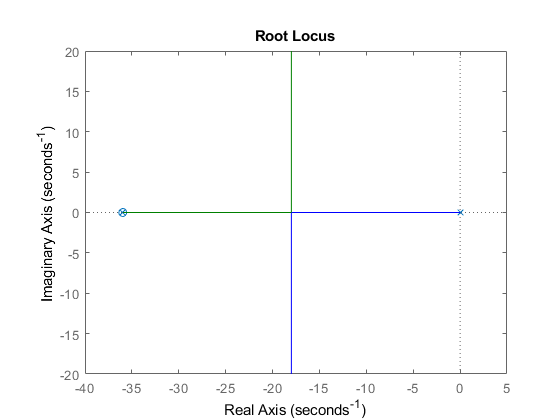 Root Locus
Imaginary Axis (seconds⁻¹)
20
15
10
5
0
-5
-10
-15
-20
-40 -35 -30 -25 -20 -15 -10 -5 0 5
Real Axis (seconds⁻¹)